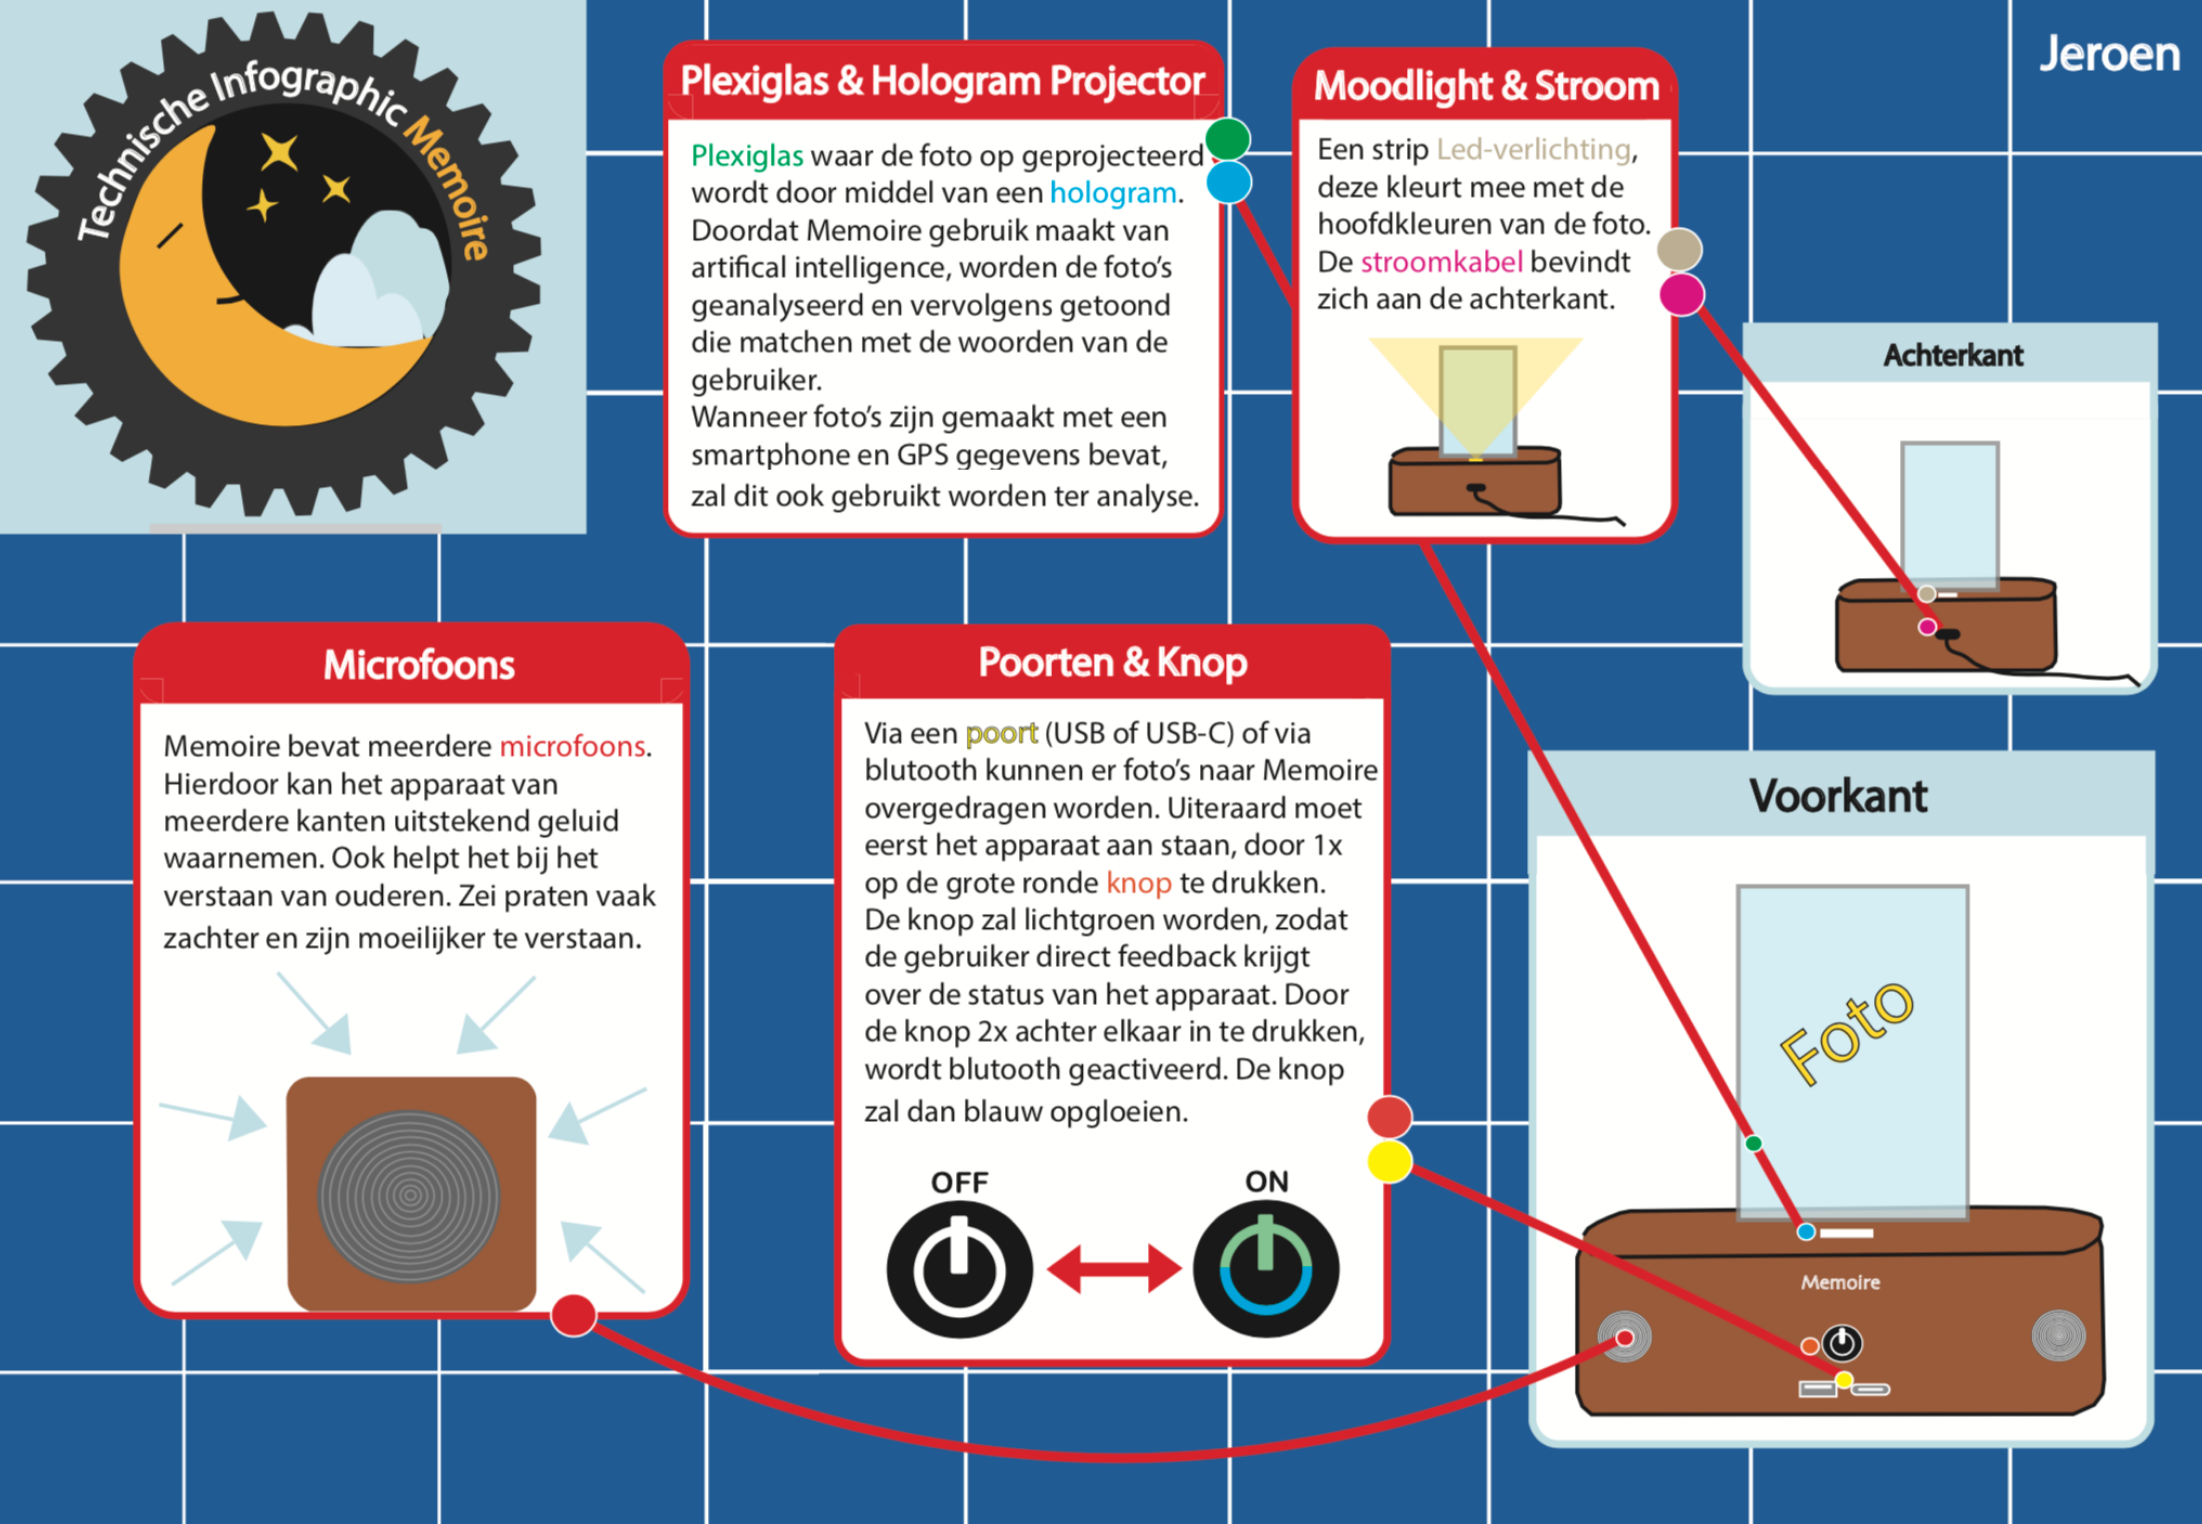 Technische Infographic Memoire
Jeroen
Plexiglas & Hologram Projector
Plexiglas waar de foto op geprojecteerd
wordt door middel van een hologram.
Doordat Memoire gebruik maakt van
artifical intelligence, worden de foto's
geanalyseerd en vervolgens getoond
die matchen met de woorden van de
gebruiker.
Wanneer foto's zijn gemaakt met een
smartphone en GPS gegevens bevat,
zal dit ook gebruikt worden ter analyse.
Moodlight & Stroom
Een strip Led-verlichting,
deze kleurt mee met de
hoofdkleuren van de foto.
De stroomkabel bevindt
zich aan de achterkant.
Achterkant
Microfoons
Memoire bevat meerdere microfoons.
Hierdoor kan het apparaat van
meerdere kanten uitstekend geluid
waarnemen. Ook helpt het bij het
verstaan van ouderen. Zei praten vaak
zachter en zijn moeilijker te verstaan.
Poorten & Knop
Via een poort (USB of USB-C) of via
blutooth kunnen er foto's naar Memoire
overgedragen worden. Uiteraard moet
eerst het apparaat aan staan, door 1x
op de grote ronde knop te drukken.
De knop zal lichtgroen worden, zodat
de gebruiker direct feedback krijgt
over de status van het apparaat. Door
de knop 2x achter elkaar in te drukken,
wordt blutooth geactiveerd. De knop
zal dan blauw opgloeien.
OFF
ON
Voorkant
Foto
Memoire